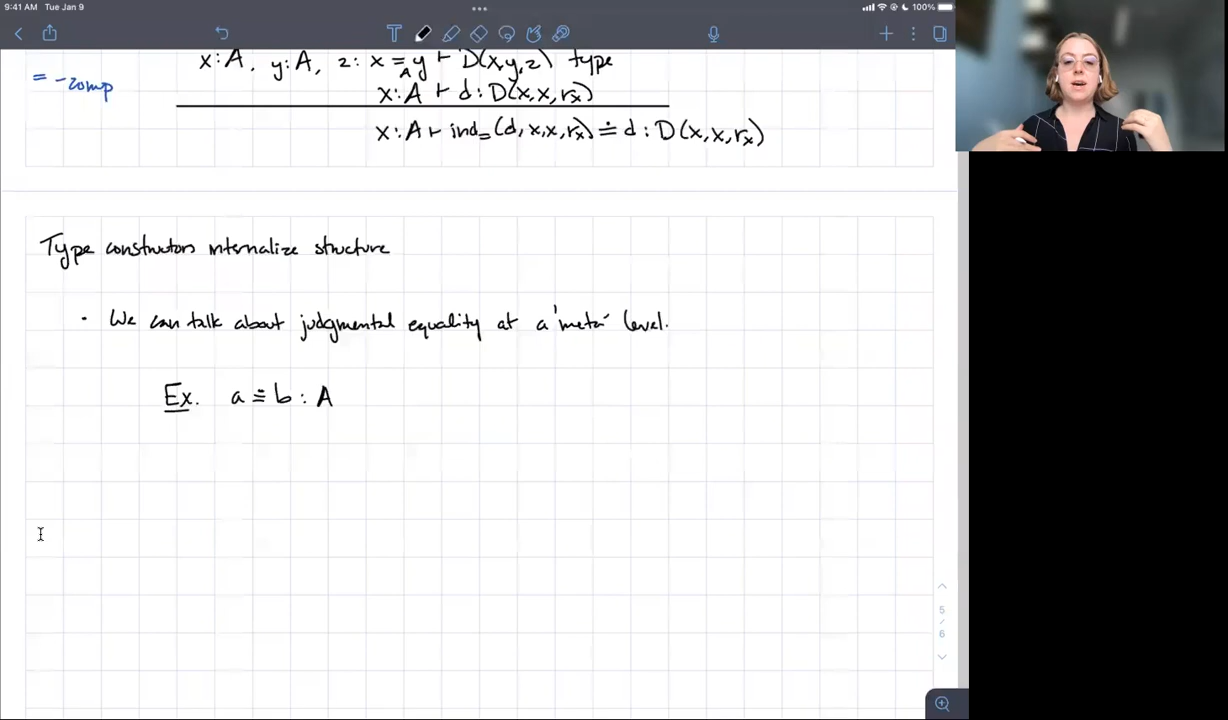 9:41 AM Tue Jan 9
100%
x:A, y:A, z: x =_A y ⊢ D(x,y,z) type
= -comp
x:A ⊢ d: D(x,x,rₓ)
x:A ⊢ ind₌(d,x,x,rₓ) ≐ d: D(x,x,rₓ)
Type constructors internalize structure
· We can talk about judgmental equality at a 'meta' level.
Ex. a ≐ b : A
5
/
6